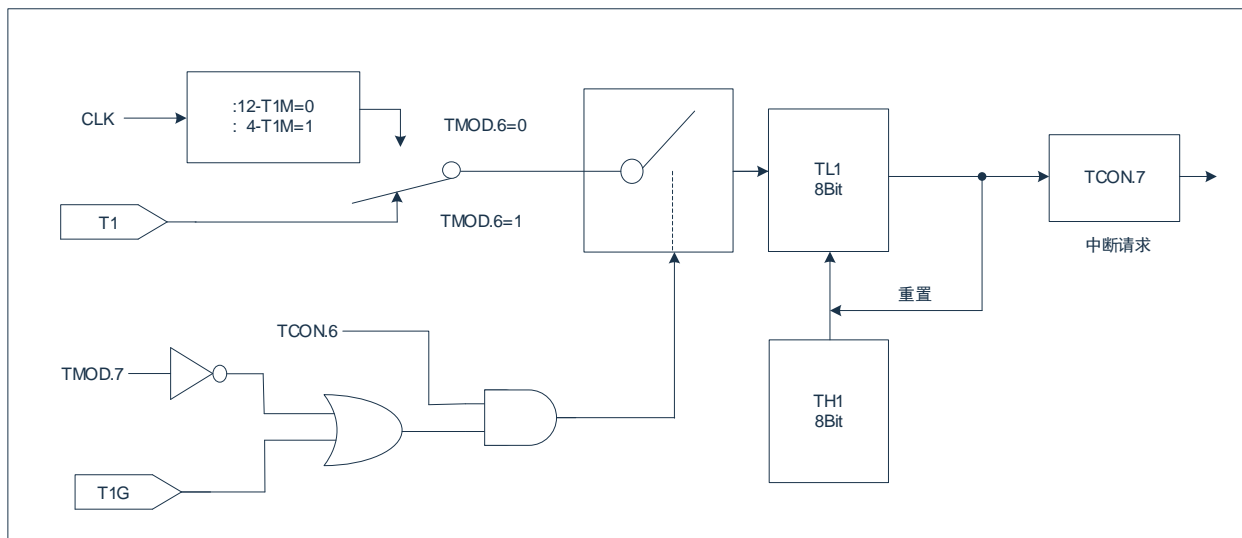 :12-T1M=0
: 4-T1M=1
CLK
TMOD.6=0
T1
TMOD.6=1
TL1
8Bit
TCON.7
中断请求
重置
TCON.6
TMOD.7
TH1
8Bit
T1G